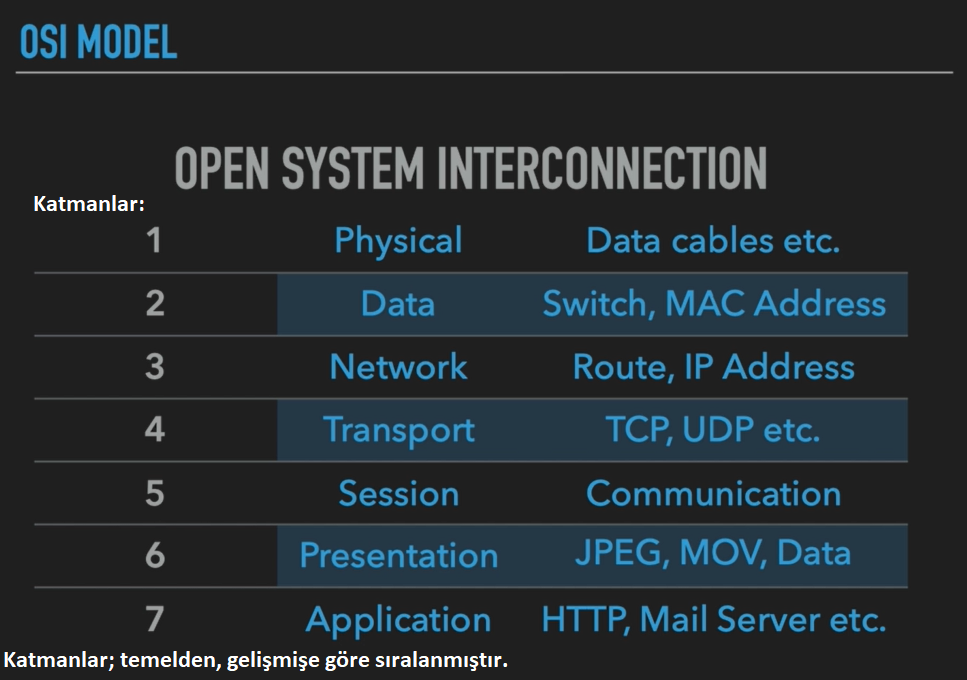 OSI MODEL
OPEN SYSTEM INTERCONNECTION
Katmanlar:
1 Physical Data cables etc.
2 Data Switch, MAC Address
3 Network Route, IP Address
4 Transport TCP, UDP etc.
5 Session Communication
6 Presentation JPEG, MOV, Data
7 Application HTTP, Mail Server etc.
Katmanlar; temelden, gelişmişe göre sıralanmıştır.